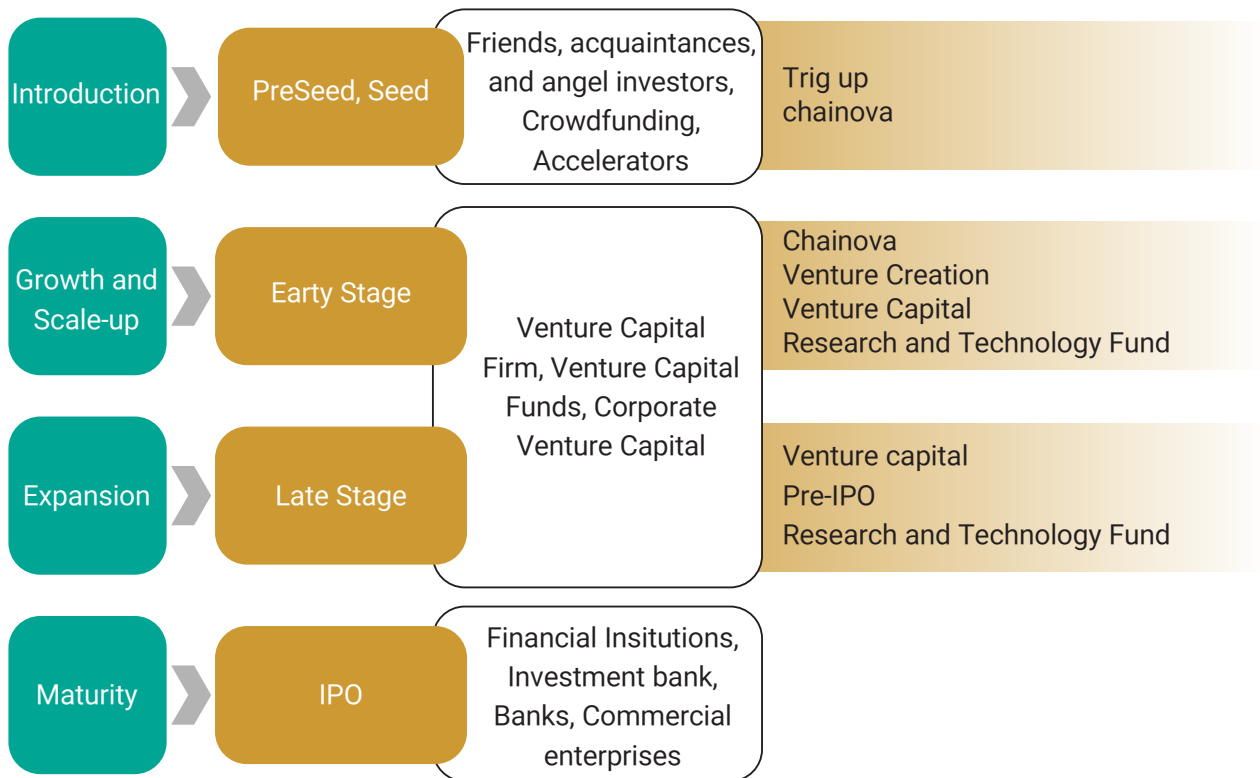 Introduction
PreSeed, Seed
Friends, acquaintances,
and angel investors,
Crowdfunding,
Accelerators
Trig up
chainova
Growth and
Scale-up
Earty Stage
Venture Capital
Firm, Venture Capital
Funds, Corporate
Venture Capital
Chainova
Venture Creation
Venture Capital
Research and Technology Fund
Expansion
Late Stage
Venture capital
Pre-IPO
Research and Technology Fund
Maturity
IPO
Financial Insitutions,
Investment bank,
Banks, Commercial
enterprises